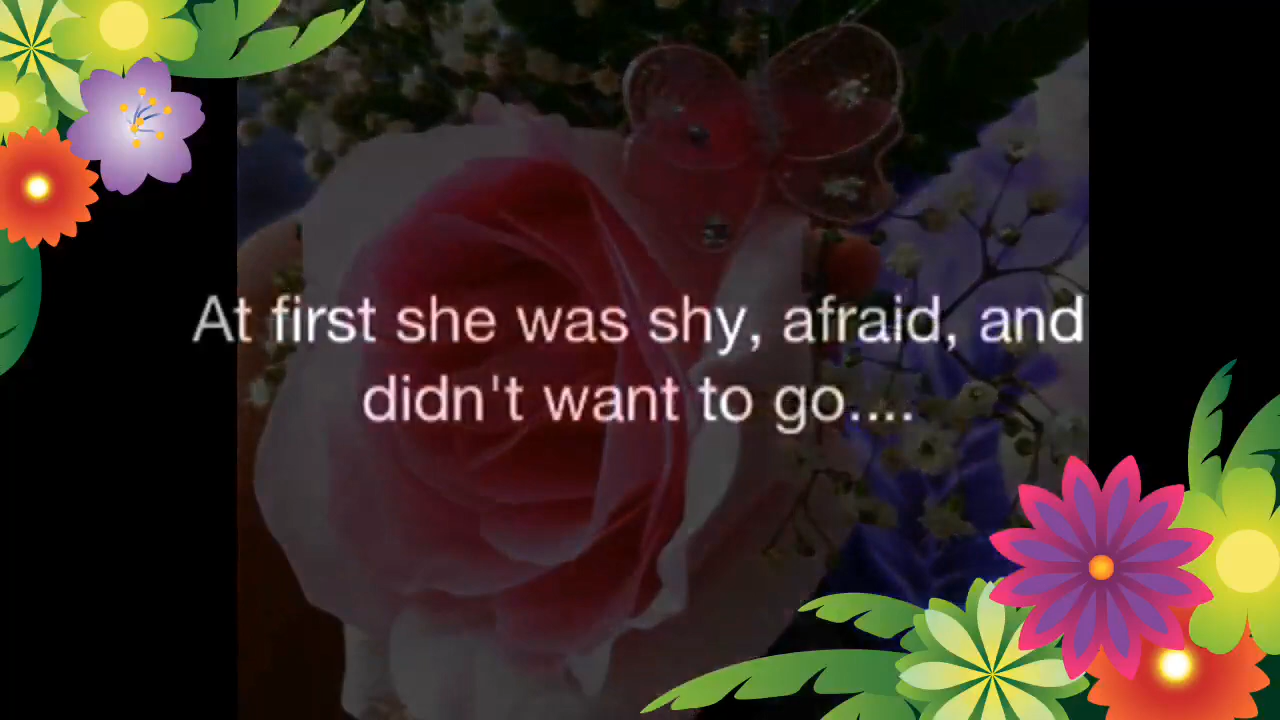 At first she was shy, afraid, and
didn't want to go....